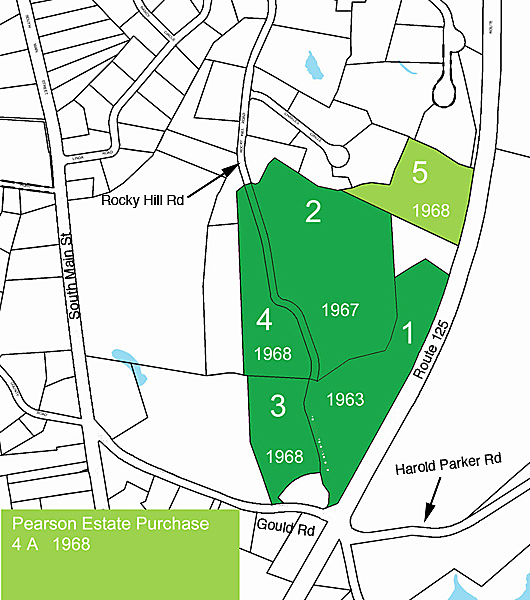 5
1968
Rocky Hill Rd
2
South Main St
4
1967
1
1968
Route 125
3
1963
1968
Harold Parker Rd
Gould Rd
Pearson Estate Purchase
4 A 1968